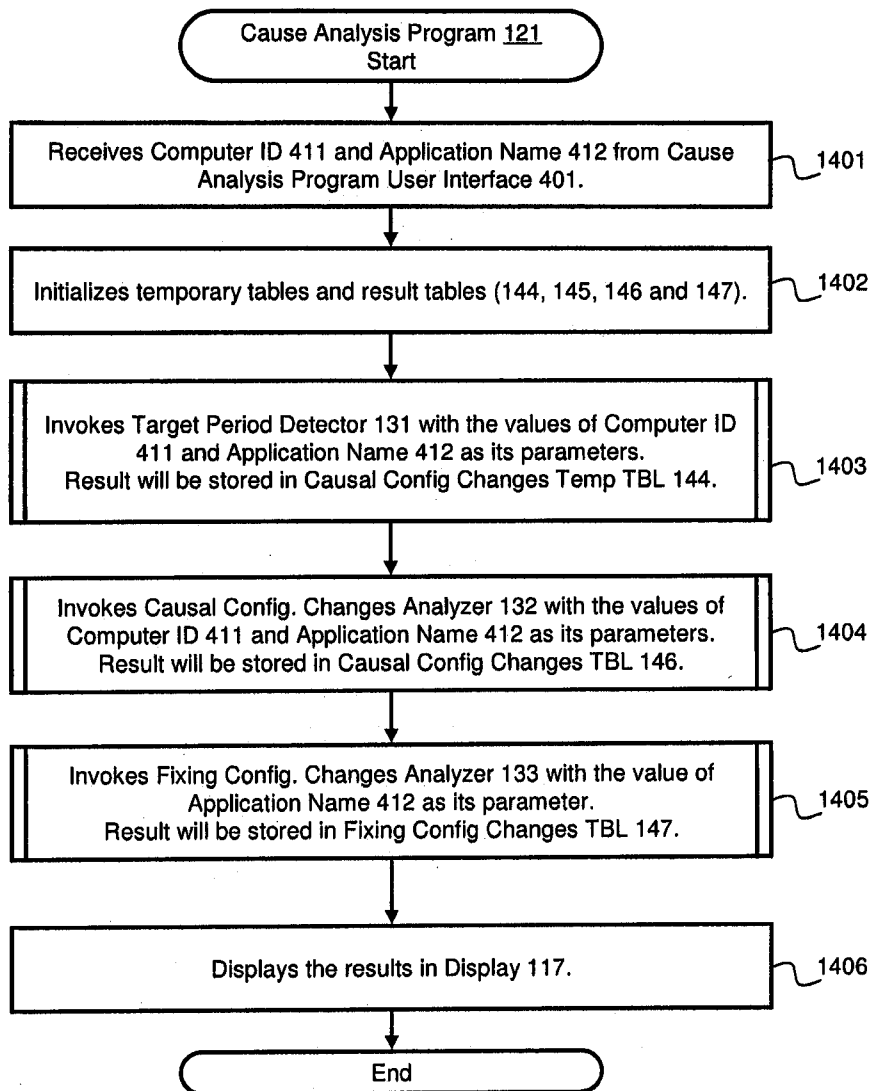 Cause Analysis Program 121
Start
Receives Computer ID 411 and Application Name 412 from Cause
Analysis Program User Interface 401.
1401
Initializes temporary tables and result tables (144, 145, 146 and 147).
1402
Invokes Target Period Detector 131 with the values of Computer ID
411 and Application Name 412 as its parameters.
Result will be stored in Causal Config Changes Temp TBL 144.
1403
Invokes Causal Config. Changes Analyzer 132 with the values of
Computer ID 411 and Application Name 412 as its parameters.
Result will be stored in Causal Config Changes TBL 146.
1404
Invokes Fixing Config. Changes Analyzer 133 with the value of
Application Name 412 as its parameter.
Result will be stored in Fixing Config Changes TBL 147.
1405
Displays the results in Display 117.
1406
End